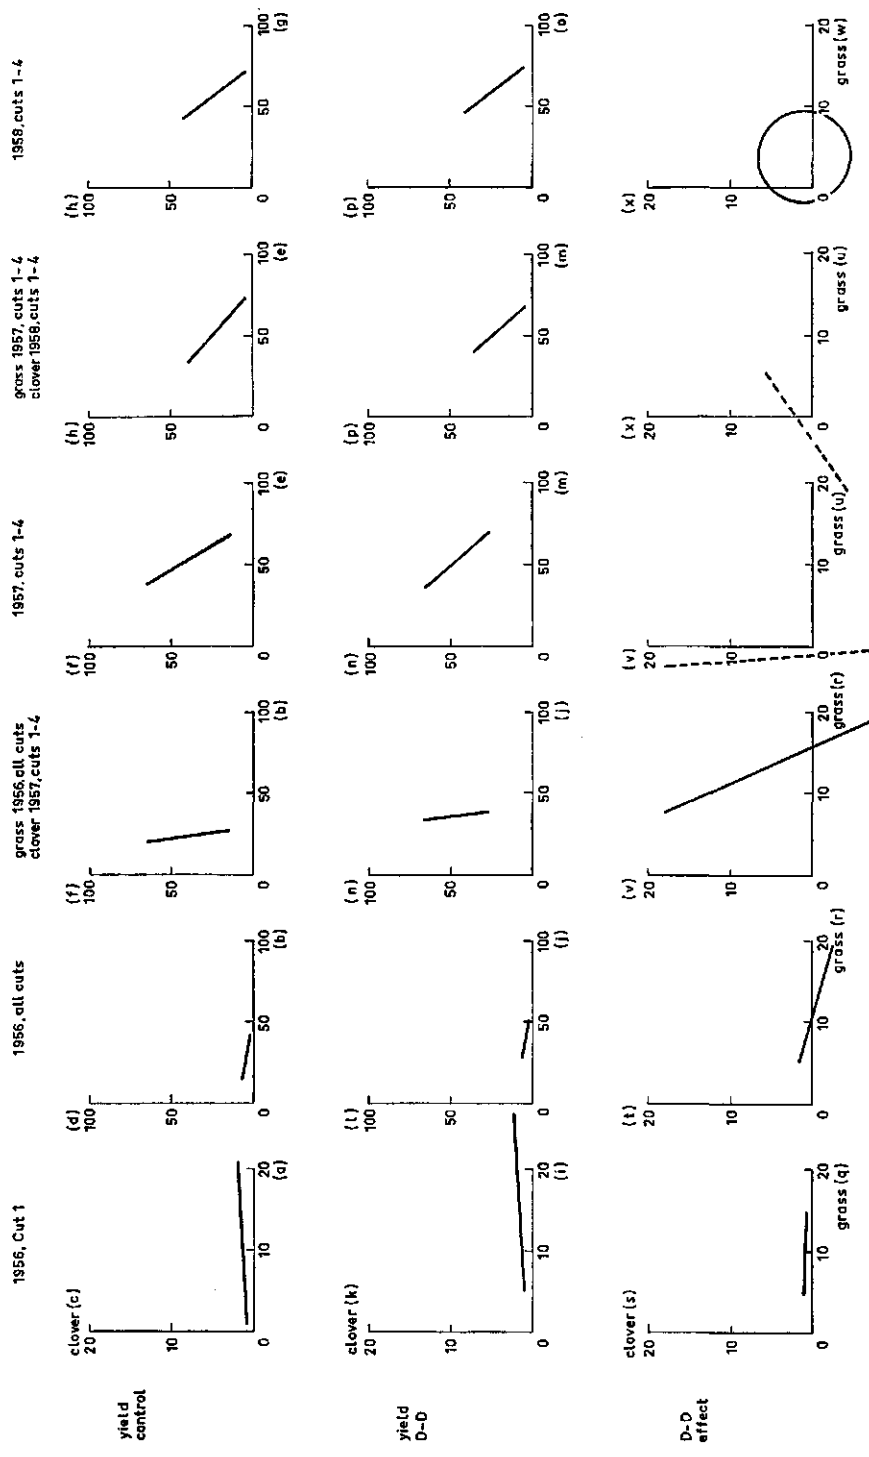 1956, Cut 1
1956, all cuts
grass 1956, all cuts
clover 1957, cuts 1-4
1957, cuts 1-4
grass 1957, cuts 1-4
clover 1958, cuts 1-4
1958, cuts 1-4
yield
control
clover (c) (d) (f) (f) (h) (h)
20 100 100 100 100 100
10 50 50 50 50 50
0 10 20 0 50 100 0 50 100 0 50 100 0 50 100 0 50 100
(a) (b) (b) (e) (e) (g)
yield
D-D
clover (k) (l) (n) (n) (p) (p)
20 100 100 100 100 100
10 50 50 50 50 50
0 10 20 0 50 100 0 50 100 0 50 100 0 50 100 0 50 100
(i) (j) (j) (m) (m) (o)
D-D
effect
clover (s) (t) (v) (v) (x) (x)
20 20 20 20 20 20
10 10 10 10 10 10
0 10 20 0 10 20 0 10 20 0 10 20 0 10 20 0 10 20
grass (q) grass (r) grass (r) grass (u) grass (u) grass (w)